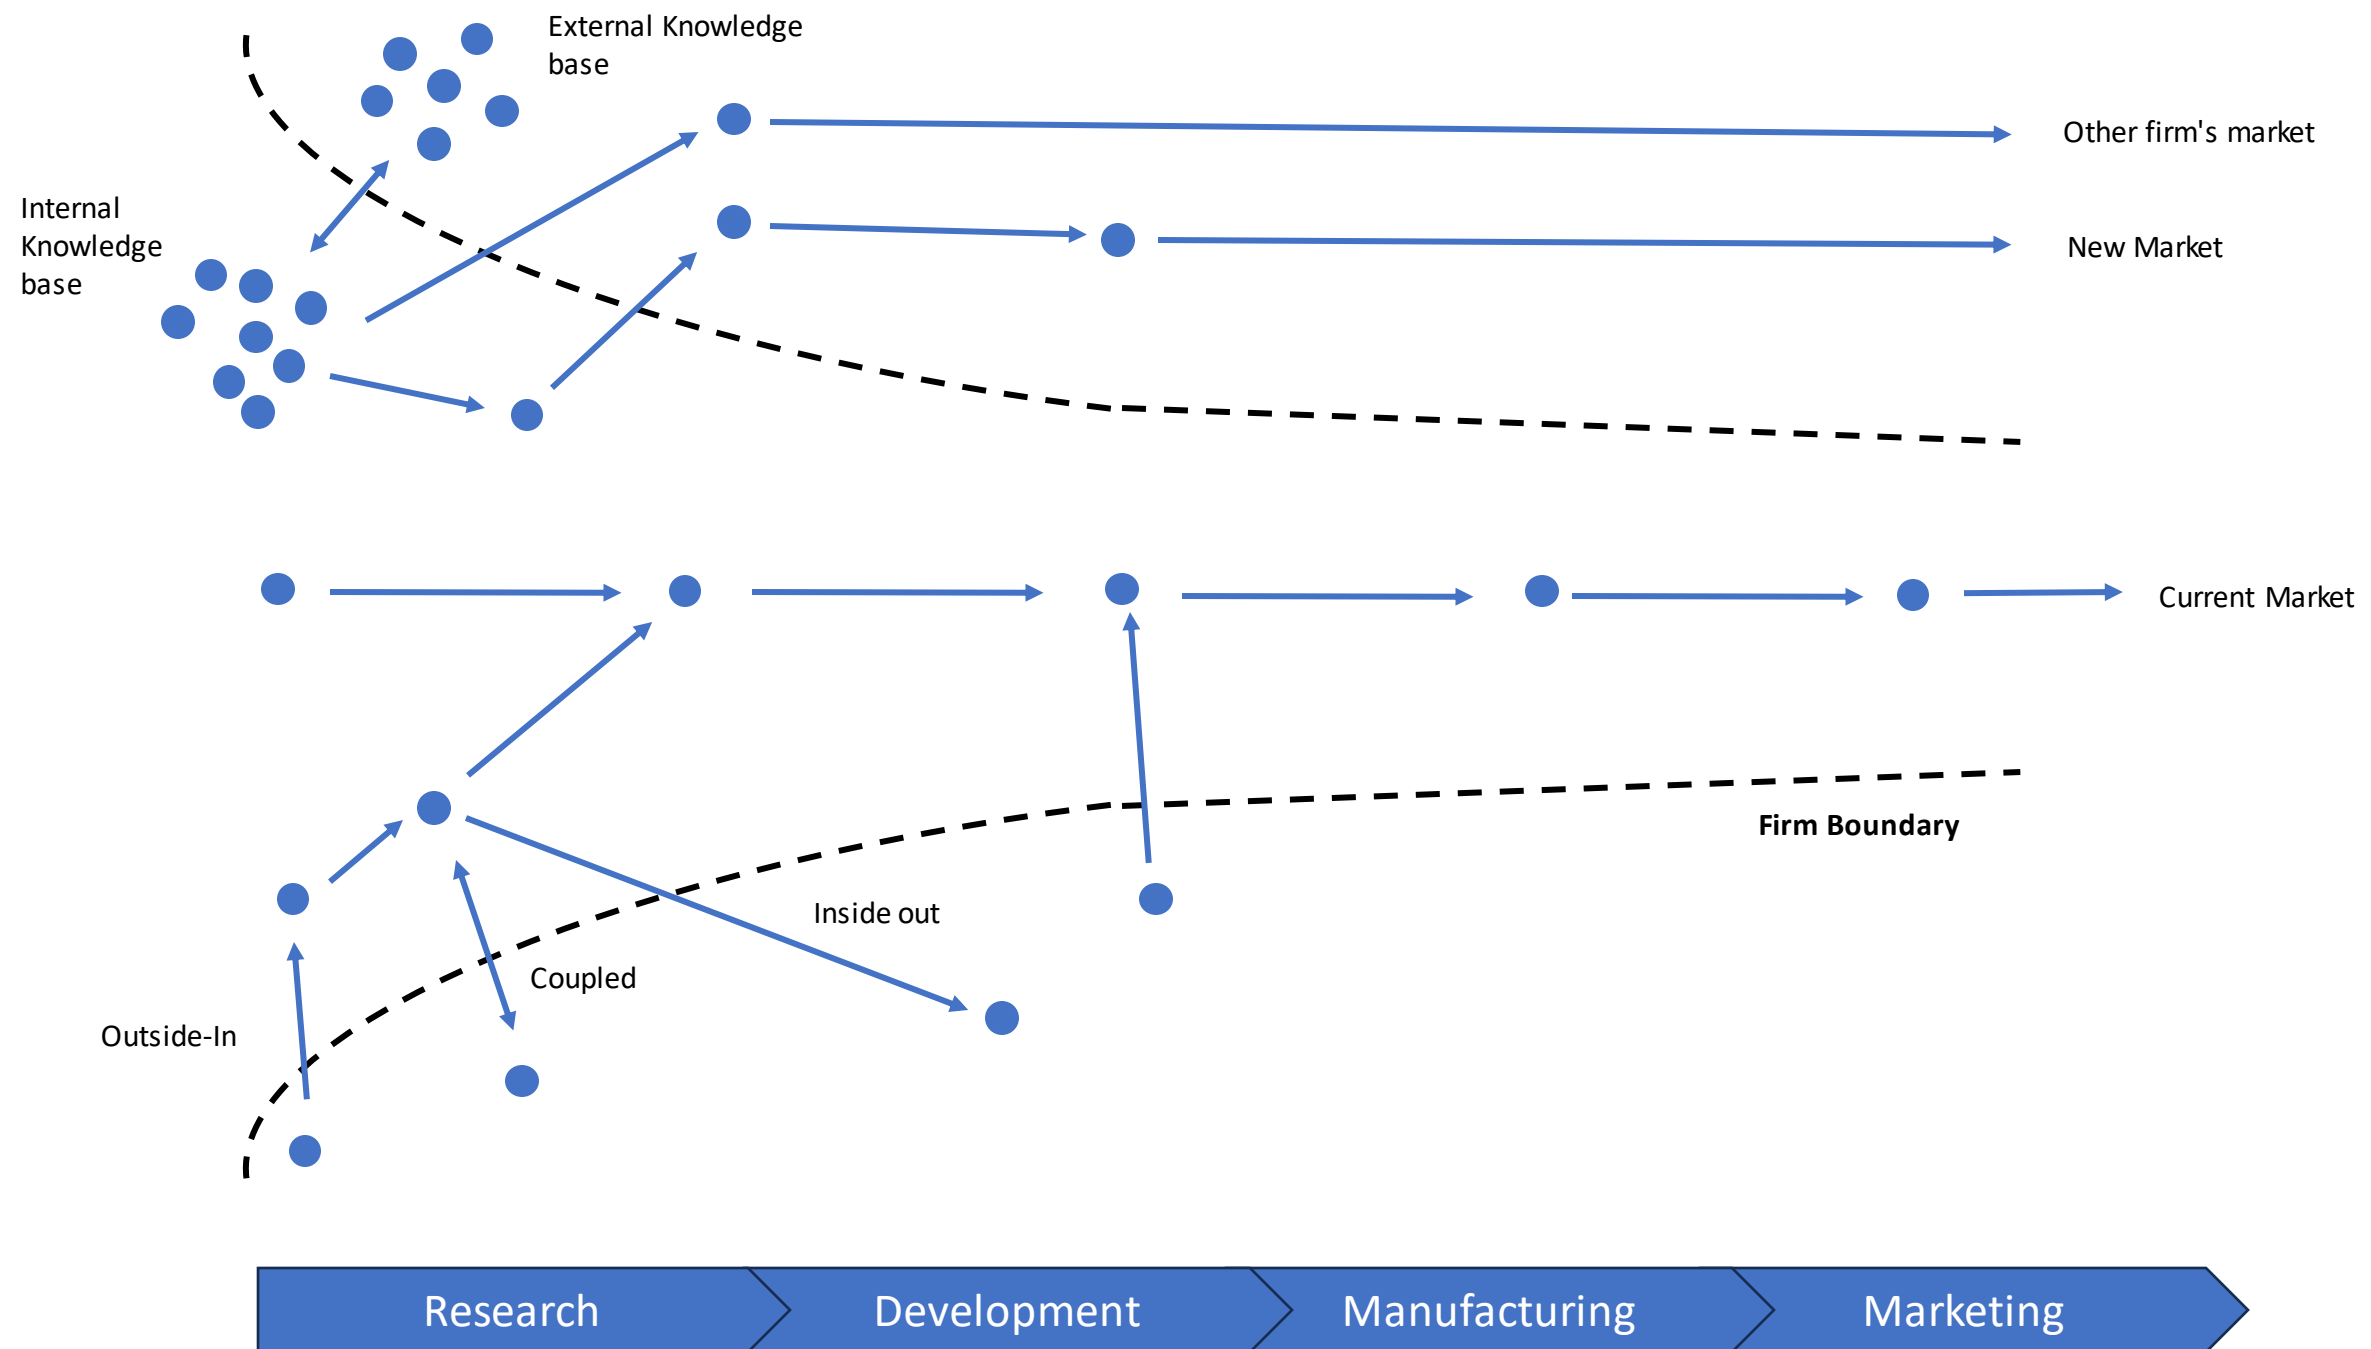 External Knowledge
base
Other firm's market
Internal
Knowledge
base
New Market
Current Market
Firm Boundary
Inside out
Coupled
Outside-In
Research
Development
Manufacturing
Marketing